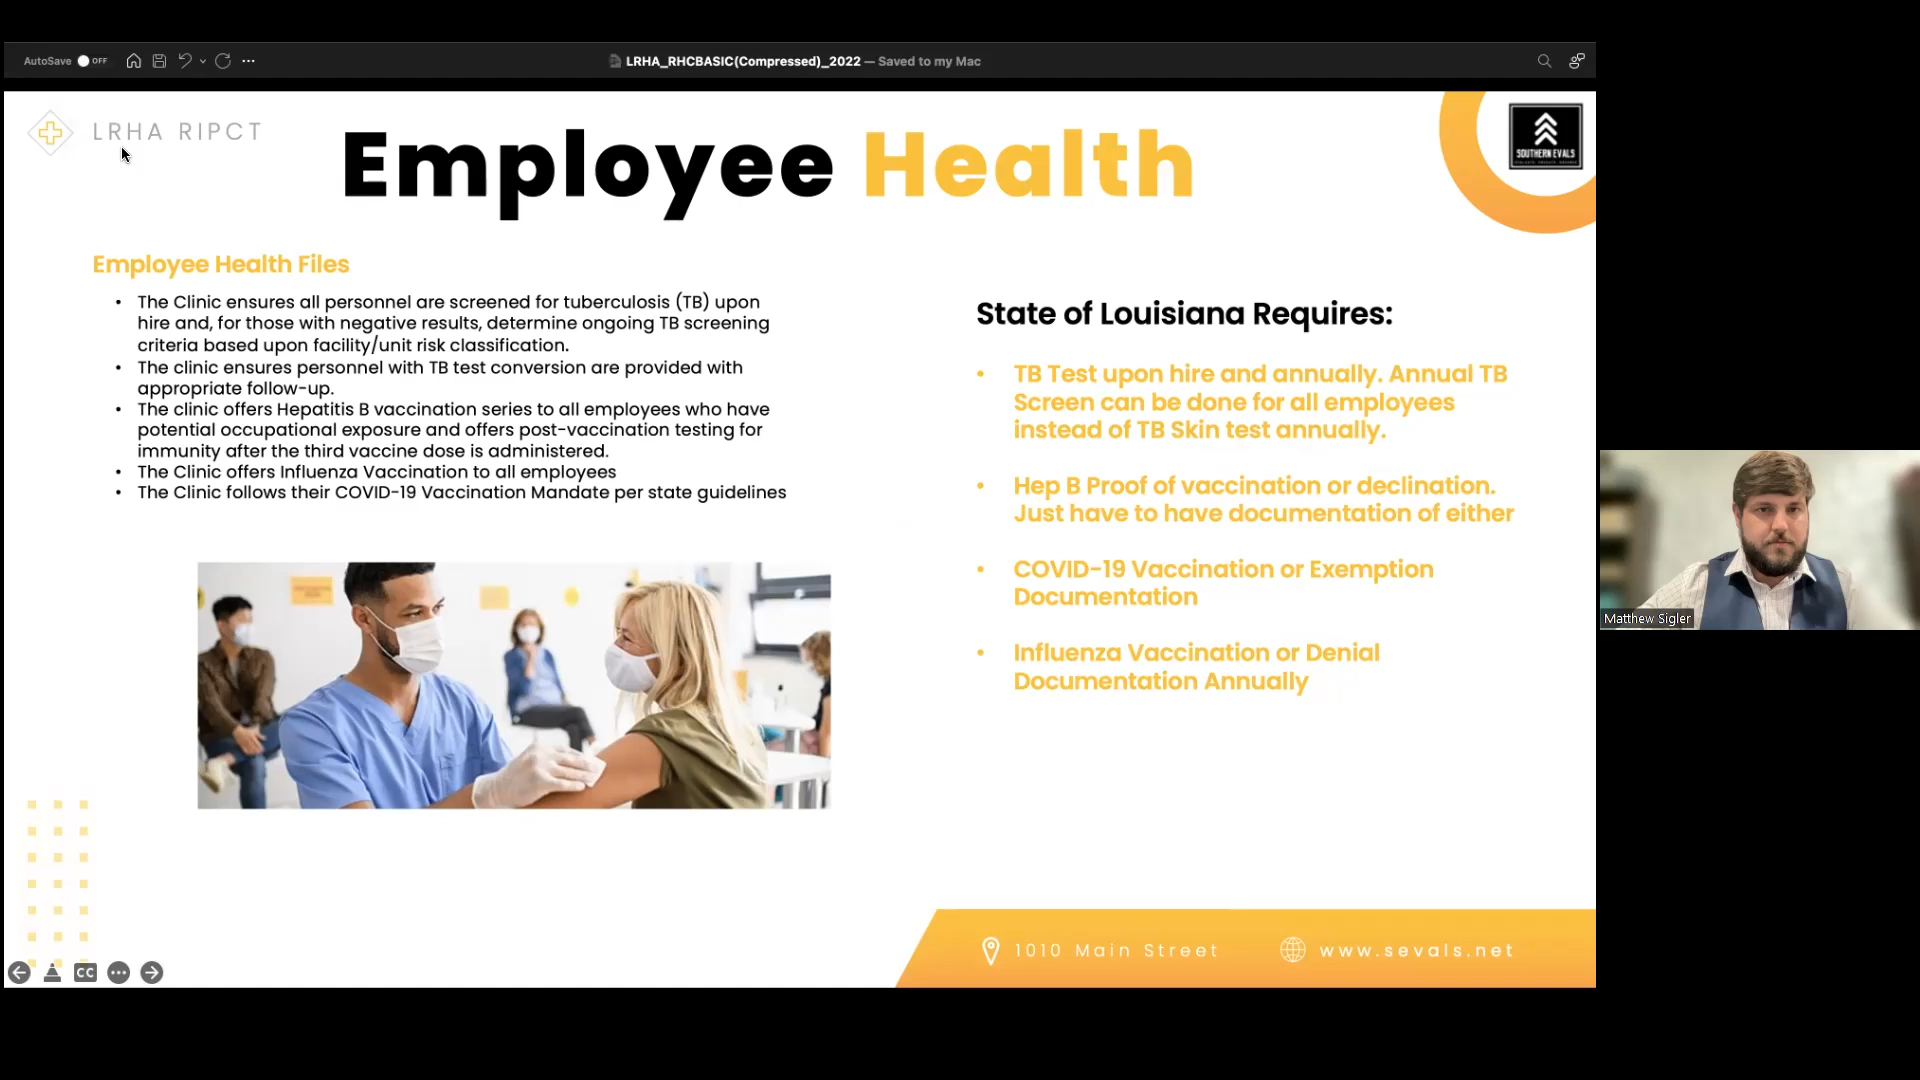 AutoSave OFF
LRHA_RHCBASIC(Compressed)_2022 — Saved to my Mac
LRHA RIPCT
Employee Health
SOUTHERN EVALS
Employee Health Files
• The Clinic ensures all personnel are screened for tuberculosis (TB) upon
hire and, for those with negative results, determine ongoing TB screening
criteria based upon facility/unit risk classification.
• The clinic ensures personnel with TB test conversion are provided with
appropriate follow-up.
• The clinic offers Hepatitis B vaccination series to all employees who have
potential occupational exposure and offers post-vaccination testing for
immunity after the third vaccine dose is administered.
• The Clinic offers Influenza Vaccination to all employees
• The Clinic follows their COVID-19 Vaccination Mandate per state guidelines
State of Louisiana Requires:
• TB Test upon hire and annually. Annual TB
Screen can be done for all employees
instead of TB Skin test annually.
• Hep B Proof of vaccination or declination.
Just have to have documentation of either
• COVID-19 Vaccination or Exemption
Documentation
• Influenza Vaccination or Denial
Documentation Annually
Matthew Sigler
1010 Main Street
www.sevals.net
CC